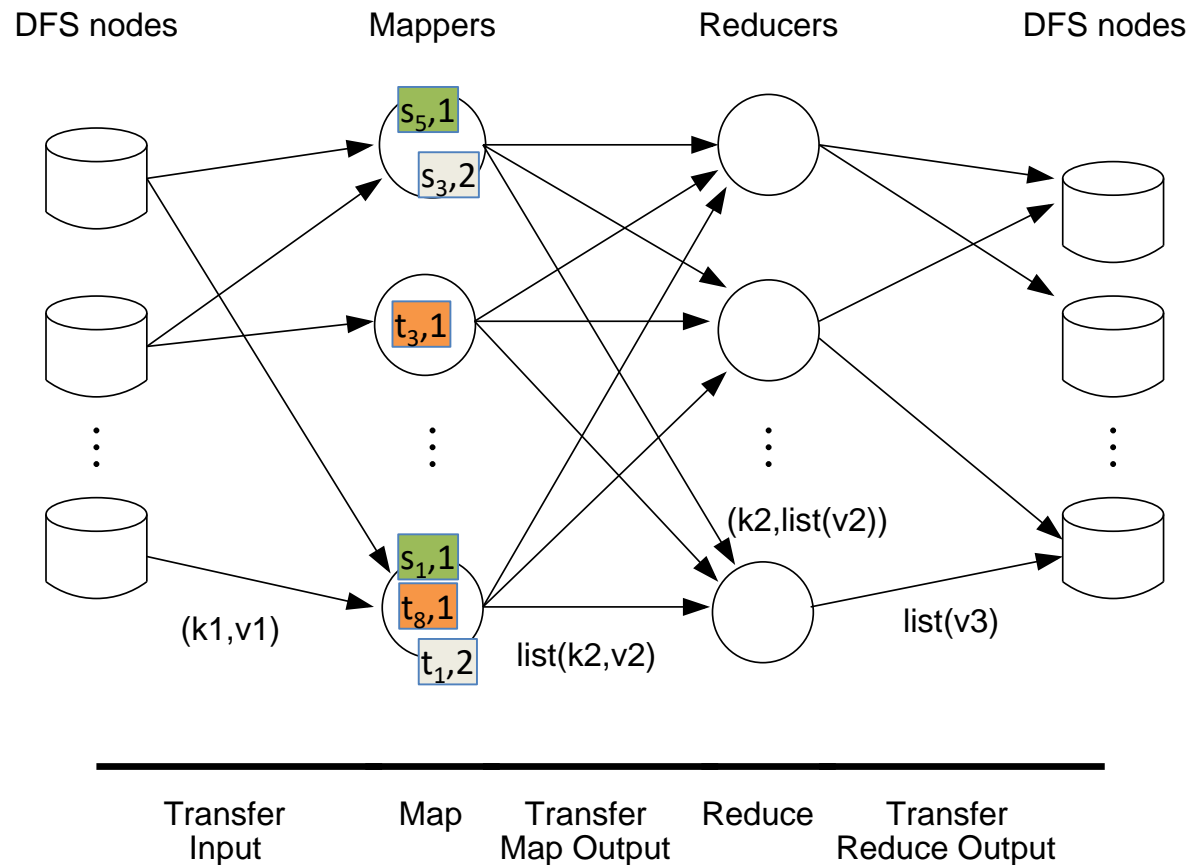 DFS nodes
Mappers
Reducers
DFS nodes
s₅,1
s₃,2
t₃,1
(k2,list(v2))
s₁,1
t₈,1
t₁,2
(k1,v1)
list(k2,v2)
list(v3)
Transfer
Input
Map
Transfer
Map Output
Reduce
Transfer
Reduce Output